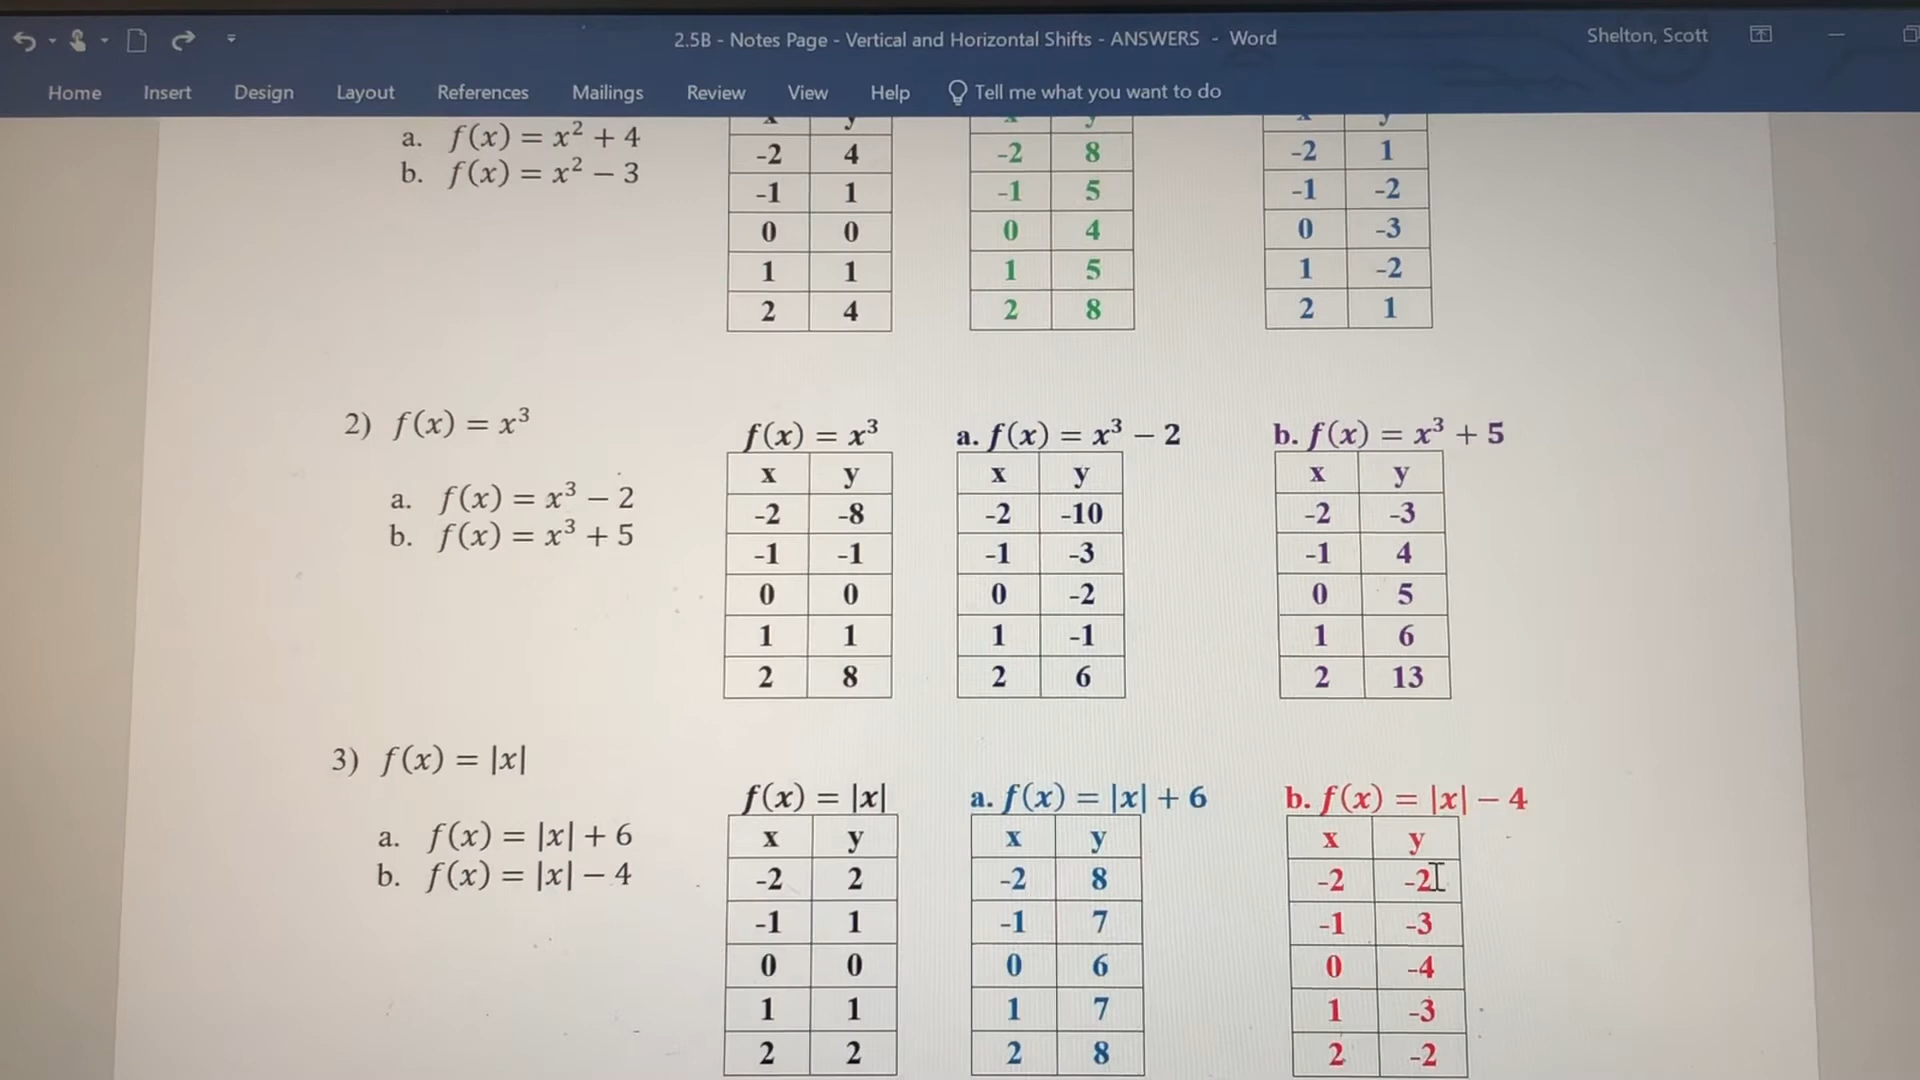 2.5B - Notes Page - Vertical and Horizontal Shifts - ANSWERS - Word
Shelton, Scott
Home Insert Design Layout References Mailings Review View Help Tell me what you want to do
a. f(x) = x² + 4
b. f(x) = x² − 3
x y
-2 4
-1 1
0 0
1 1
2 4
x y
-2 8
-1 5
0 4
1 5
2 8
x y
-2 1
-1 -2
0 -3
1 -2
2 1
2) f(x) = x³
a. f(x) = x³ − 2
b. f(x) = x³ + 5
f(x) = x³
x y
-2 -8
-1 -1
0 0
1 1
2 8
a. f(x) = x³ − 2
x y
-2 -10
-1 -3
0 -2
1 -1
2 6
b. f(x) = x³ + 5
x y
-2 -3
-1 4
0 5
1 6
2 13
3) f(x) = |x|
a. f(x) = |x| + 6
b. f(x) = |x| − 4
f(x) = |x|
x y
-2 2
-1 1
0 0
1 1
2 2
a. f(x) = |x| + 6
x y
-2 8
-1 7
0 6
1 7
2 8
b. f(x) = |x| − 4
x y
-2 -2
-1 -3
0 -4
1 -3
2 -2